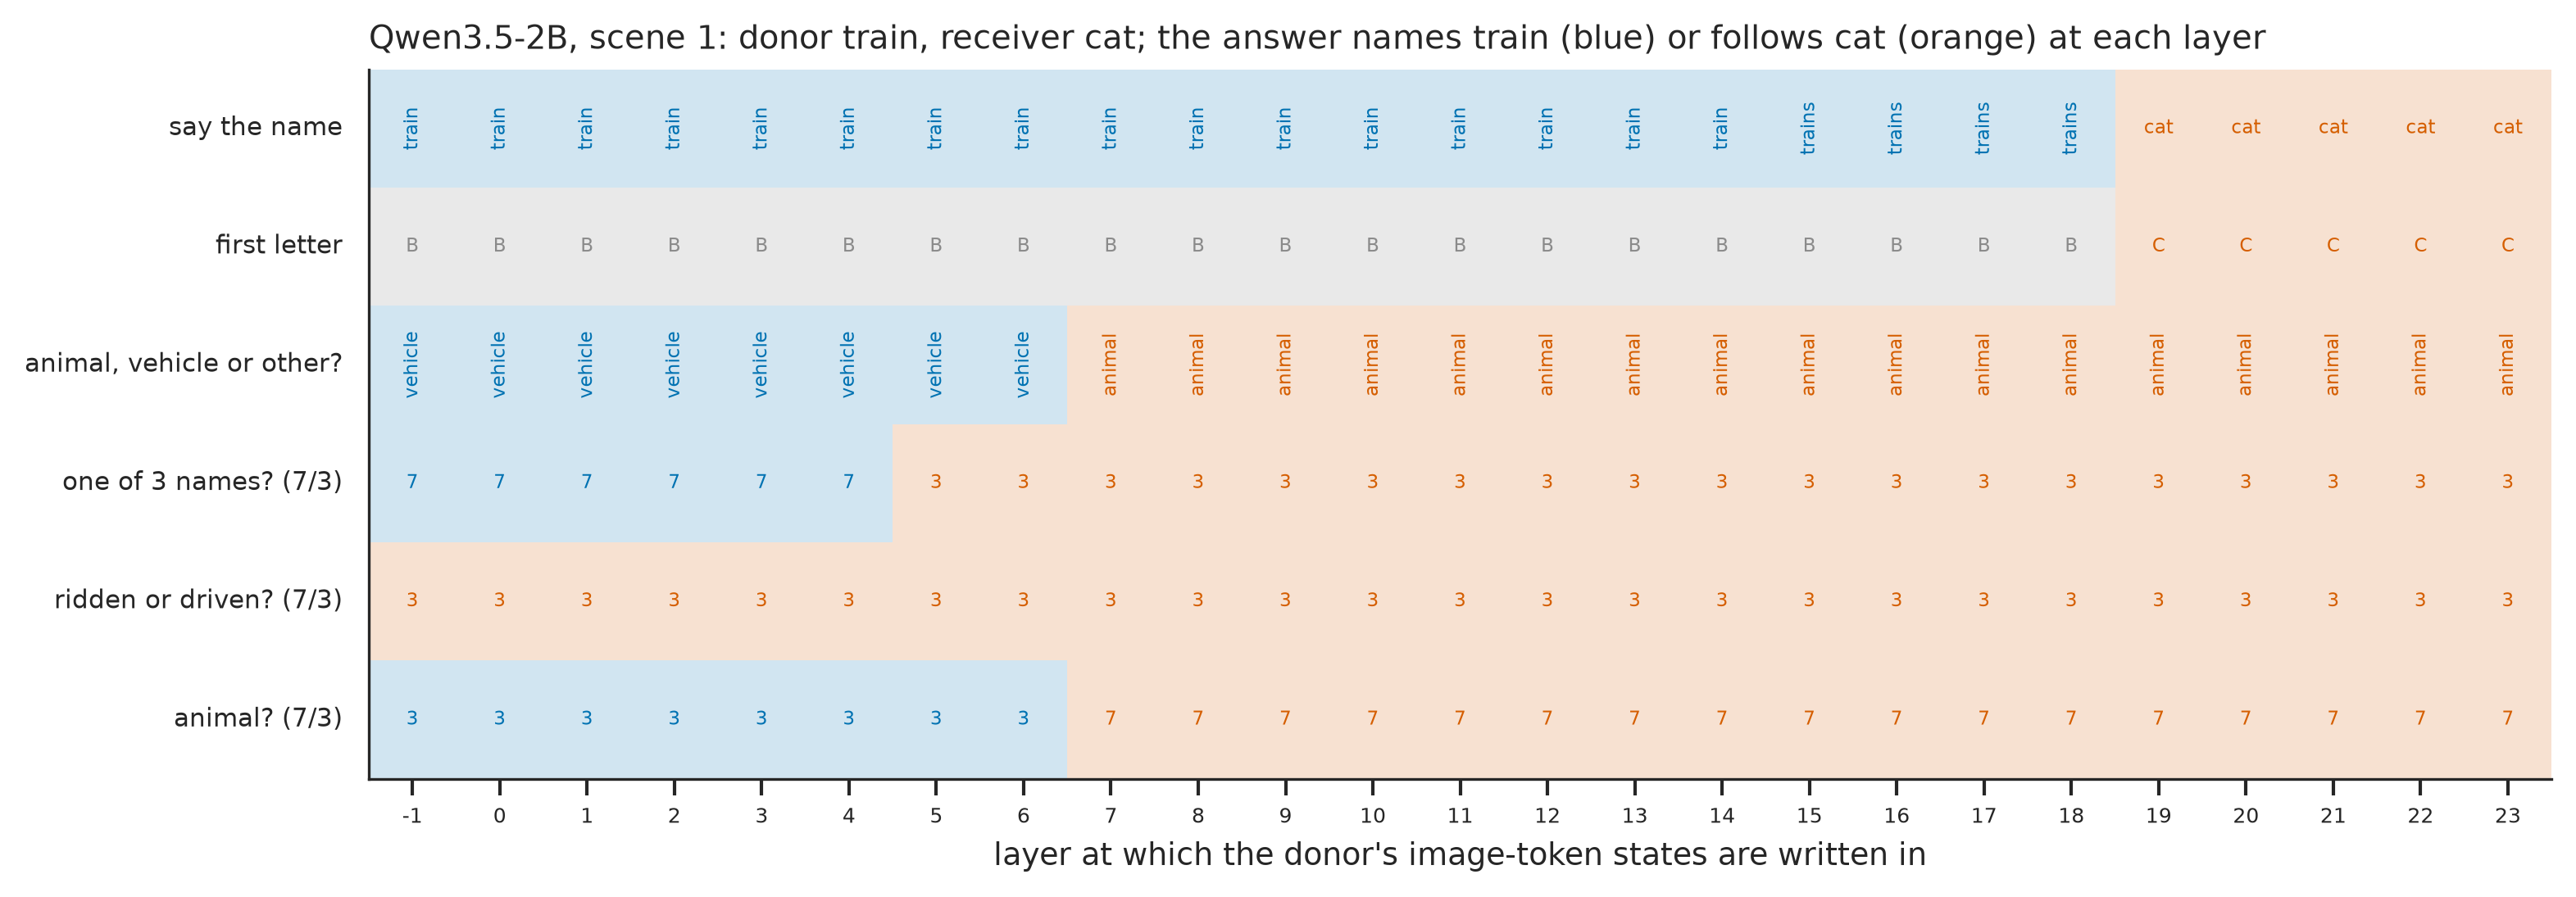 Qwen3.5-2B, scene 1: donor train, receiver cat; the answer names train (blue) or follows cat (orange) at each layer
say the name train train train train train train train train train train train train train train train train trains trains trains trains cat cat cat cat cat
first letter B B B B B B B B B B B B B B B B B B B B C C C C C
animal, vehicle or other? vehicle vehicle vehicle vehicle vehicle vehicle vehicle vehicle animal animal animal animal animal animal animal animal animal animal animal animal animal animal animal animal animal
one of 3 names? (7/3) 7 7 7 7 7 7 3 3 3 3 3 3 3 3 3 3 3 3 3 3 3 3 3 3 3
ridden or driven? (7/3) 3 3 3 3 3 3 3 3 3 3 3 3 3 3 3 3 3 3 3 3 3 3 3 3 3
animal? (7/3) 3 3 3 3 3 3 3 3 7 7 7 7 7 7 7 7 7 7 7 7 7 7 7 7 7
-1 0 1 2 3 4 5 6 7 8 9 10 11 12 13 14 15 16 17 18 19 20 21 22 23
layer at which the donor's image-token states are written in